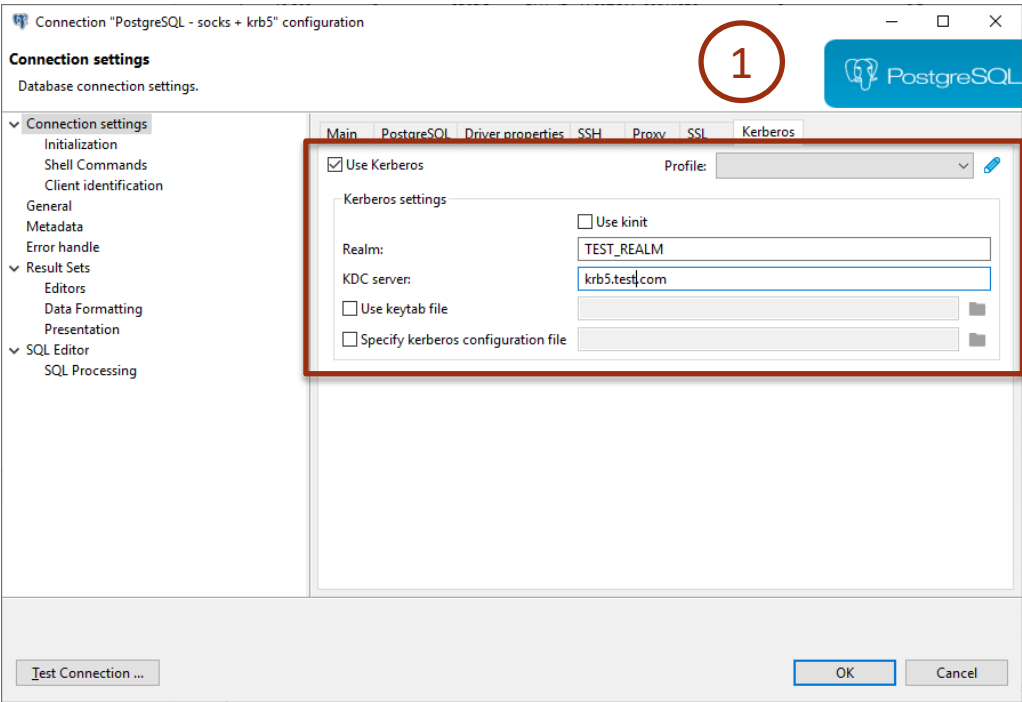 Connection "PostgreSQL - socks + krb5" configuration
Connection settings
Database connection settings.
1
PostgreSQL
Connection settings
Initialization
Shell Commands
Client identification
General
Metadata
Error handle
Result Sets
Editors
Data Formatting
Presentation
SQL Editor
SQL Processing
Main PostgreSQL Driver properties SSH Proxy SSL Kerberos
Use Kerberos Profile:
Kerberos settings
Use kinit
Realm: TEST_REALM
KDC server: krb5.test.com
Use keytab file
Specify kerberos configuration file
Test Connection ... OK Cancel